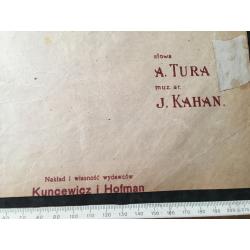 słowa
A. TURA
muz. ar.
J. KAHAN.
Nakład i własność wydawców
Kuncewicz i Hofman